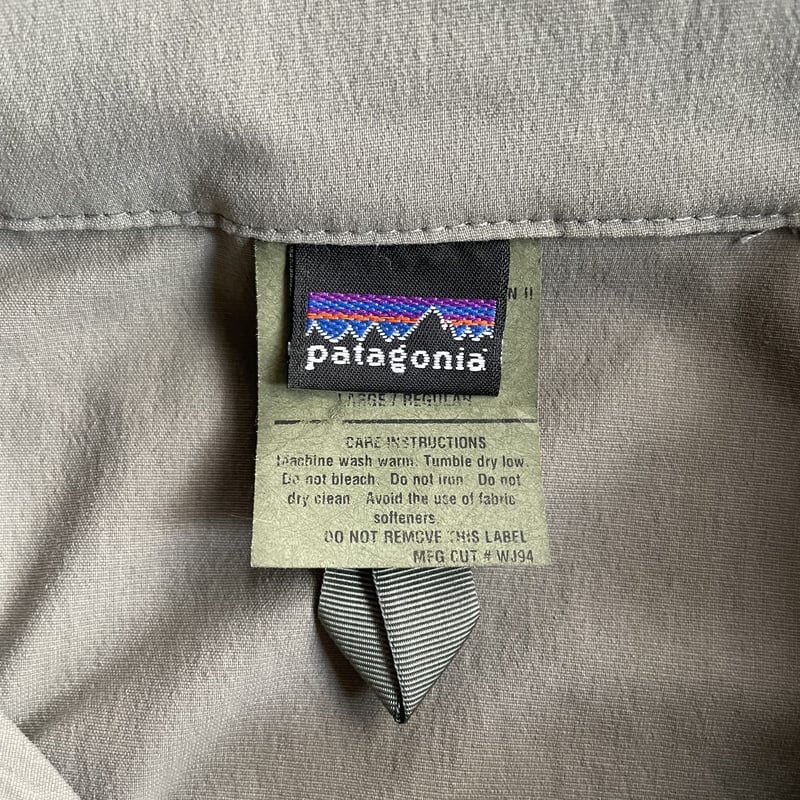 N II
patagonia
LARGE / REGULAR
CARE INSTRUCTIONS
Machine wash warm. Tumble dry low.
Do not bleach. Do not iron. Do not
dry clean. Avoid the use of fabric
softeners.
DO NOT REMOVE THIS LABEL
MFG CUT # WJ94